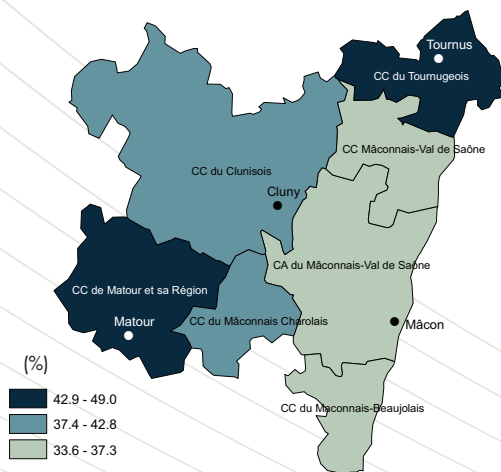 Tournus
CC du Tournugeois
CC Mâconnais-Val de Saône
CC du Clunisois
Cluny
CA du Mâconnais-Val de Saône
CC de Matour et sa Région
Matour
CC du Mâconnais Charolais
Mâcon
(%)
42.9 - 49.0
37.4 - 42.8
33.6 - 37.3
CC du Maconnais-Beaujolais